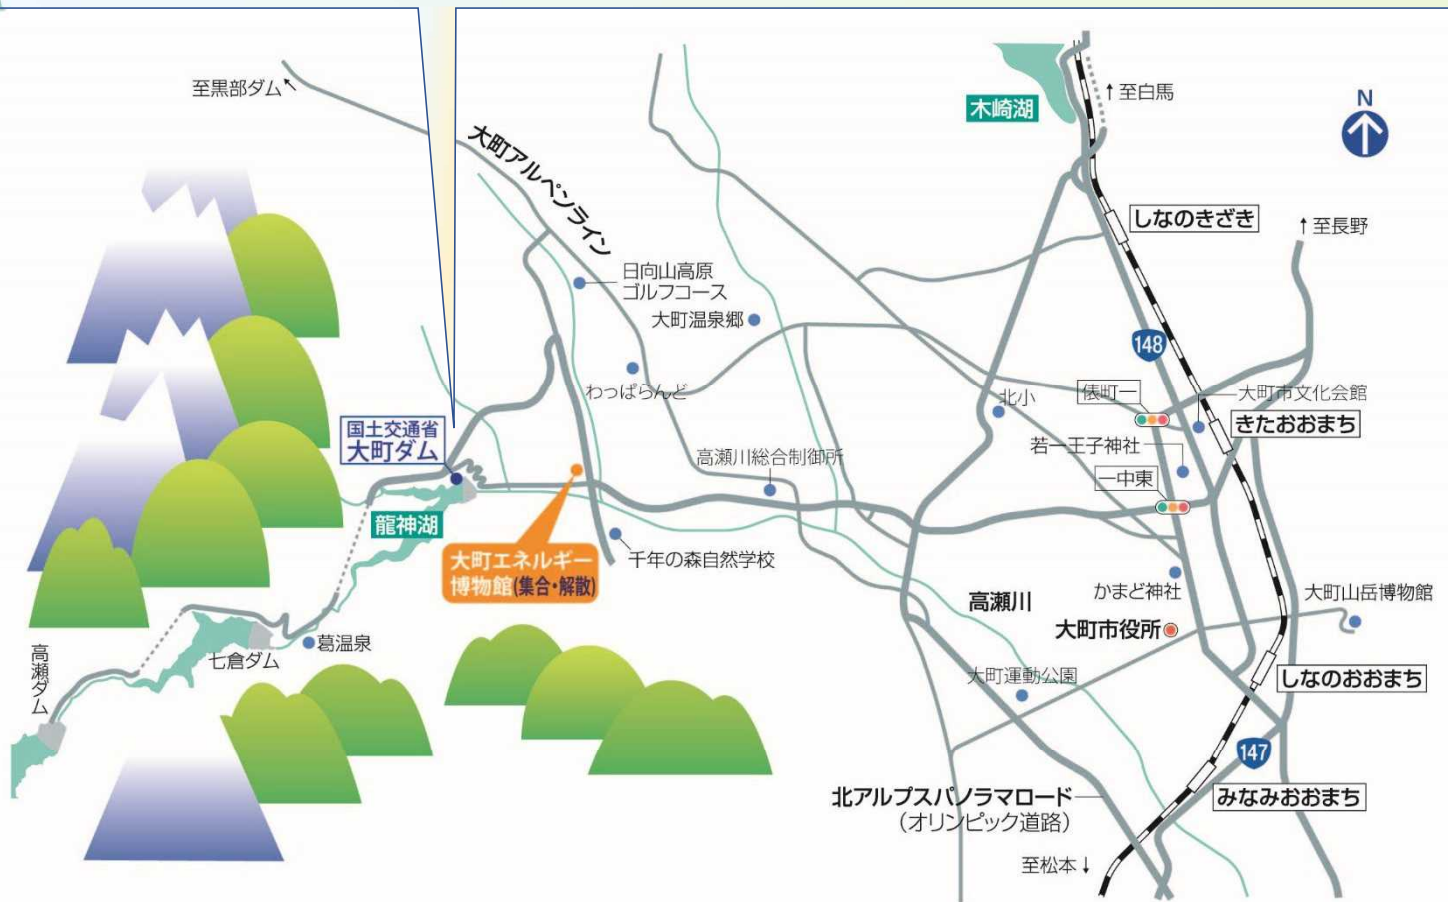 至黒部ダム↖
大町アルペンライン
木崎湖
↑至白馬
N
しなのきざき
↑至長野
日向山高原
ゴルフコース
大町温泉郷
148
わっぱらんど
北小
俵町一
大町市文化会館
きたおおまち
国土交通省
大町ダム
若一王子神社
高瀬川総合制御所
一中東
龍神湖
大町エネルギー
博物館(集合・解散)
千年の森自然学校
かまど神社
大町山岳博物館
高瀬川
大町市役所
葛温泉
七倉ダム
高瀬ダム
大町運動公園
しなのおおまち
147
みなみおおまち
北アルプスパノラマロード
(オリンピック道路)
至松本↓